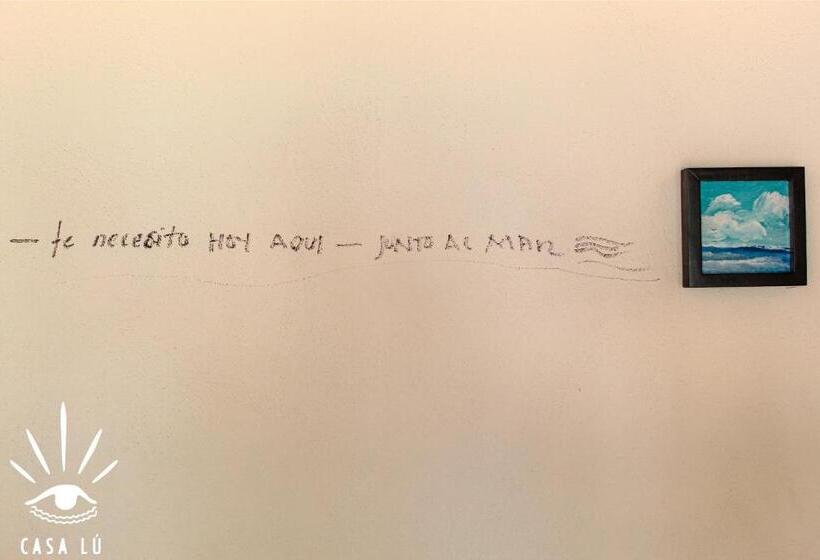 — te necesito HOY AQUI — JUNTO AL MAR
CASA LÚ